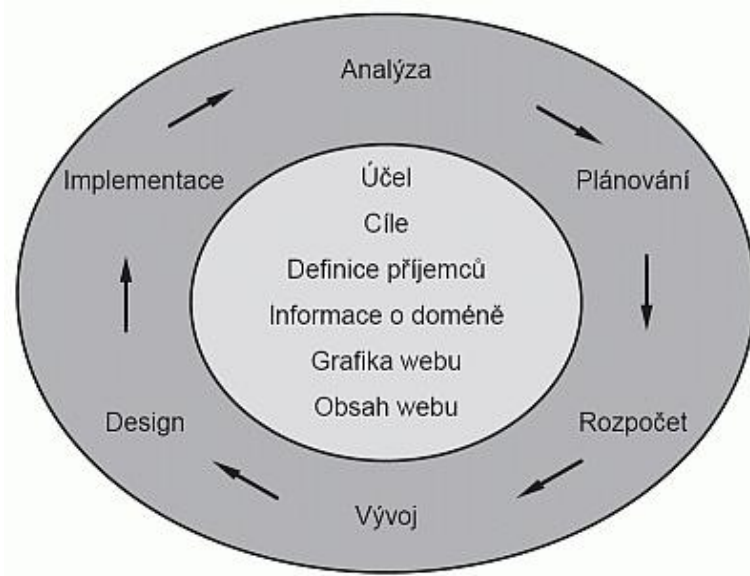 Analýza
Implementace
Plánování
Účel
Cíle
Definice příjemců
Informace o doméně
Grafika webu
Obsah webu
Design
Rozpočet
Vývoj